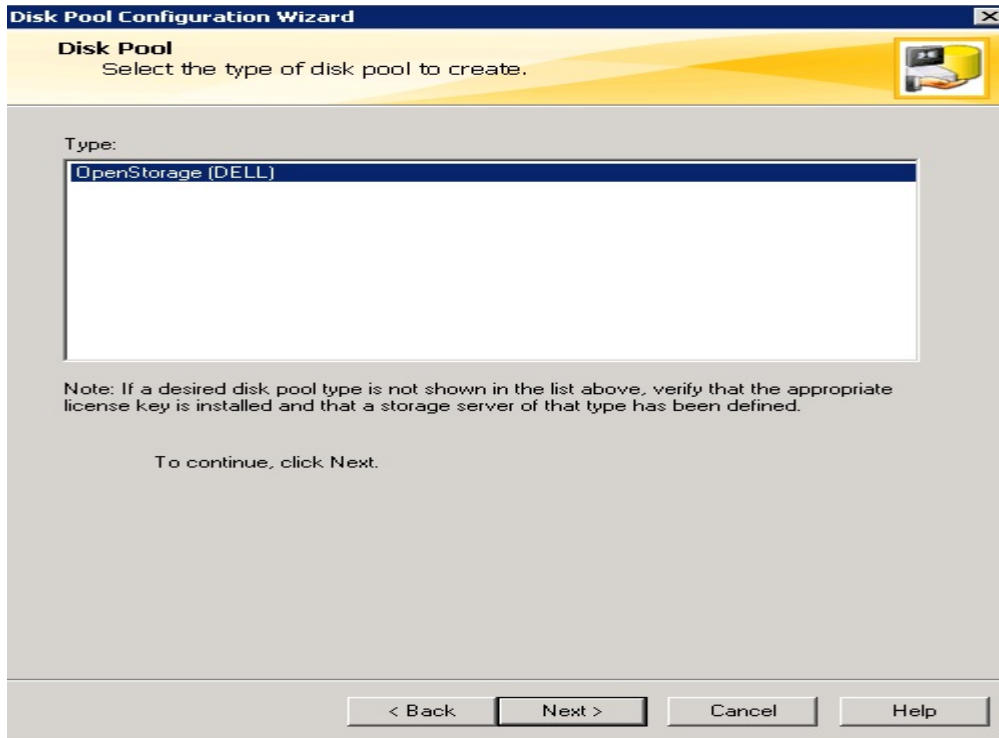 Disk Pool Configuration Wizard
Disk Pool
Select the type of disk pool to create.
Type:
OpenStorage (DELL)
Note: If a desired disk pool type is not shown in the list above, verify that the appropriate
license key is installed and that a storage server of that type has been defined.
To continue, click Next.
< Back
Next >
Cancel
Help